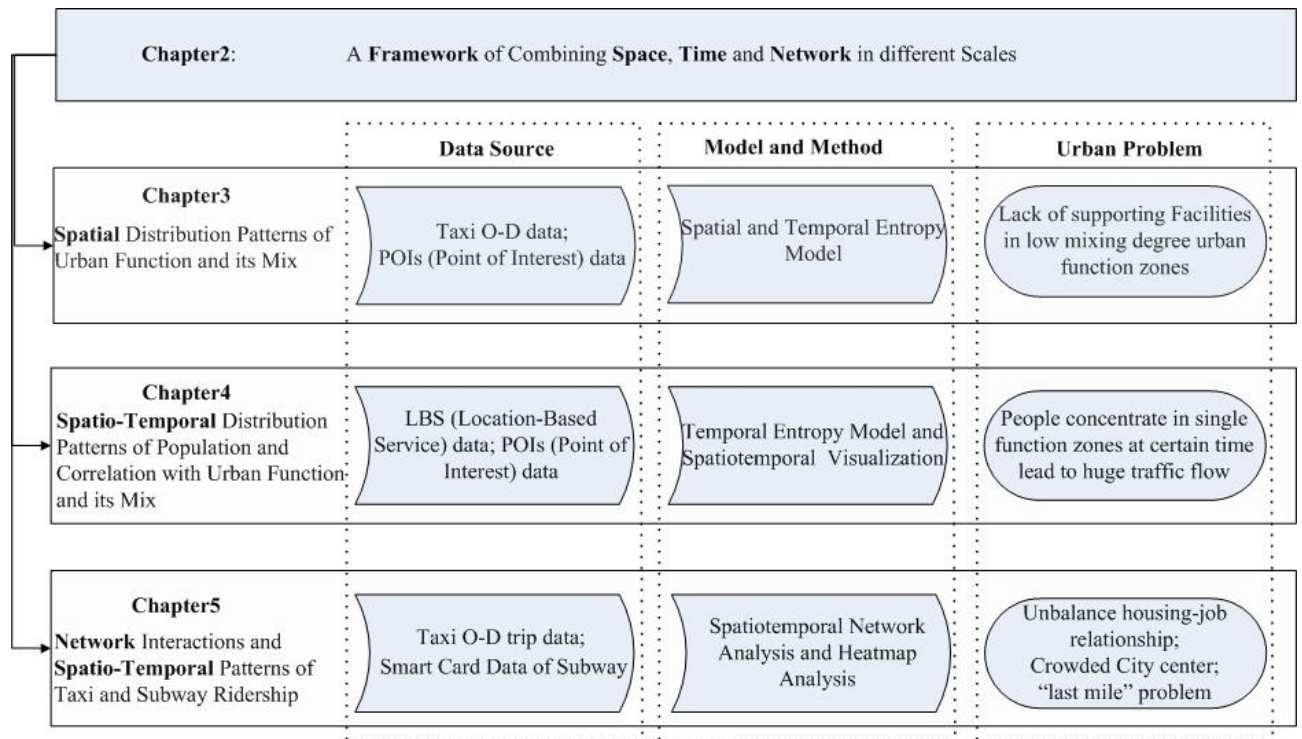 Chapter2: A Framework of Combining Space, Time and Network in different Scales
Data Source
Model and Method
Urban Problem
Chapter3
Spatial Distribution Patterns of
Urban Function and its Mix
Taxi O-D data;
POIs (Point of Interest) data
Spatial and Temporal Entropy
Model
Lack of supporting Facilities
in low mixing degree urban
function zones
Chapter4
Spatio-Temporal Distribution
Patterns of Population and
Correlation with Urban Function
and its Mix
LBS (Location-Based
Service) data; POIs (Point of
Interest) data
Temporal Entropy Model and
Spatiotemporal Visualization
People concentrate in single
function zones at certain time
lead to huge traffic flow
Chapter5
Network Interactions and
Spatio-Temporal Patterns of
Taxi and Subway Ridership
Taxi O-D trip data;
Smart Card Data of Subway
Spatiotemporal Network
Analysis and Heatmap
Analysis
Unbalance housing-job
relationship;
Crowded City center;
“last mile” problem